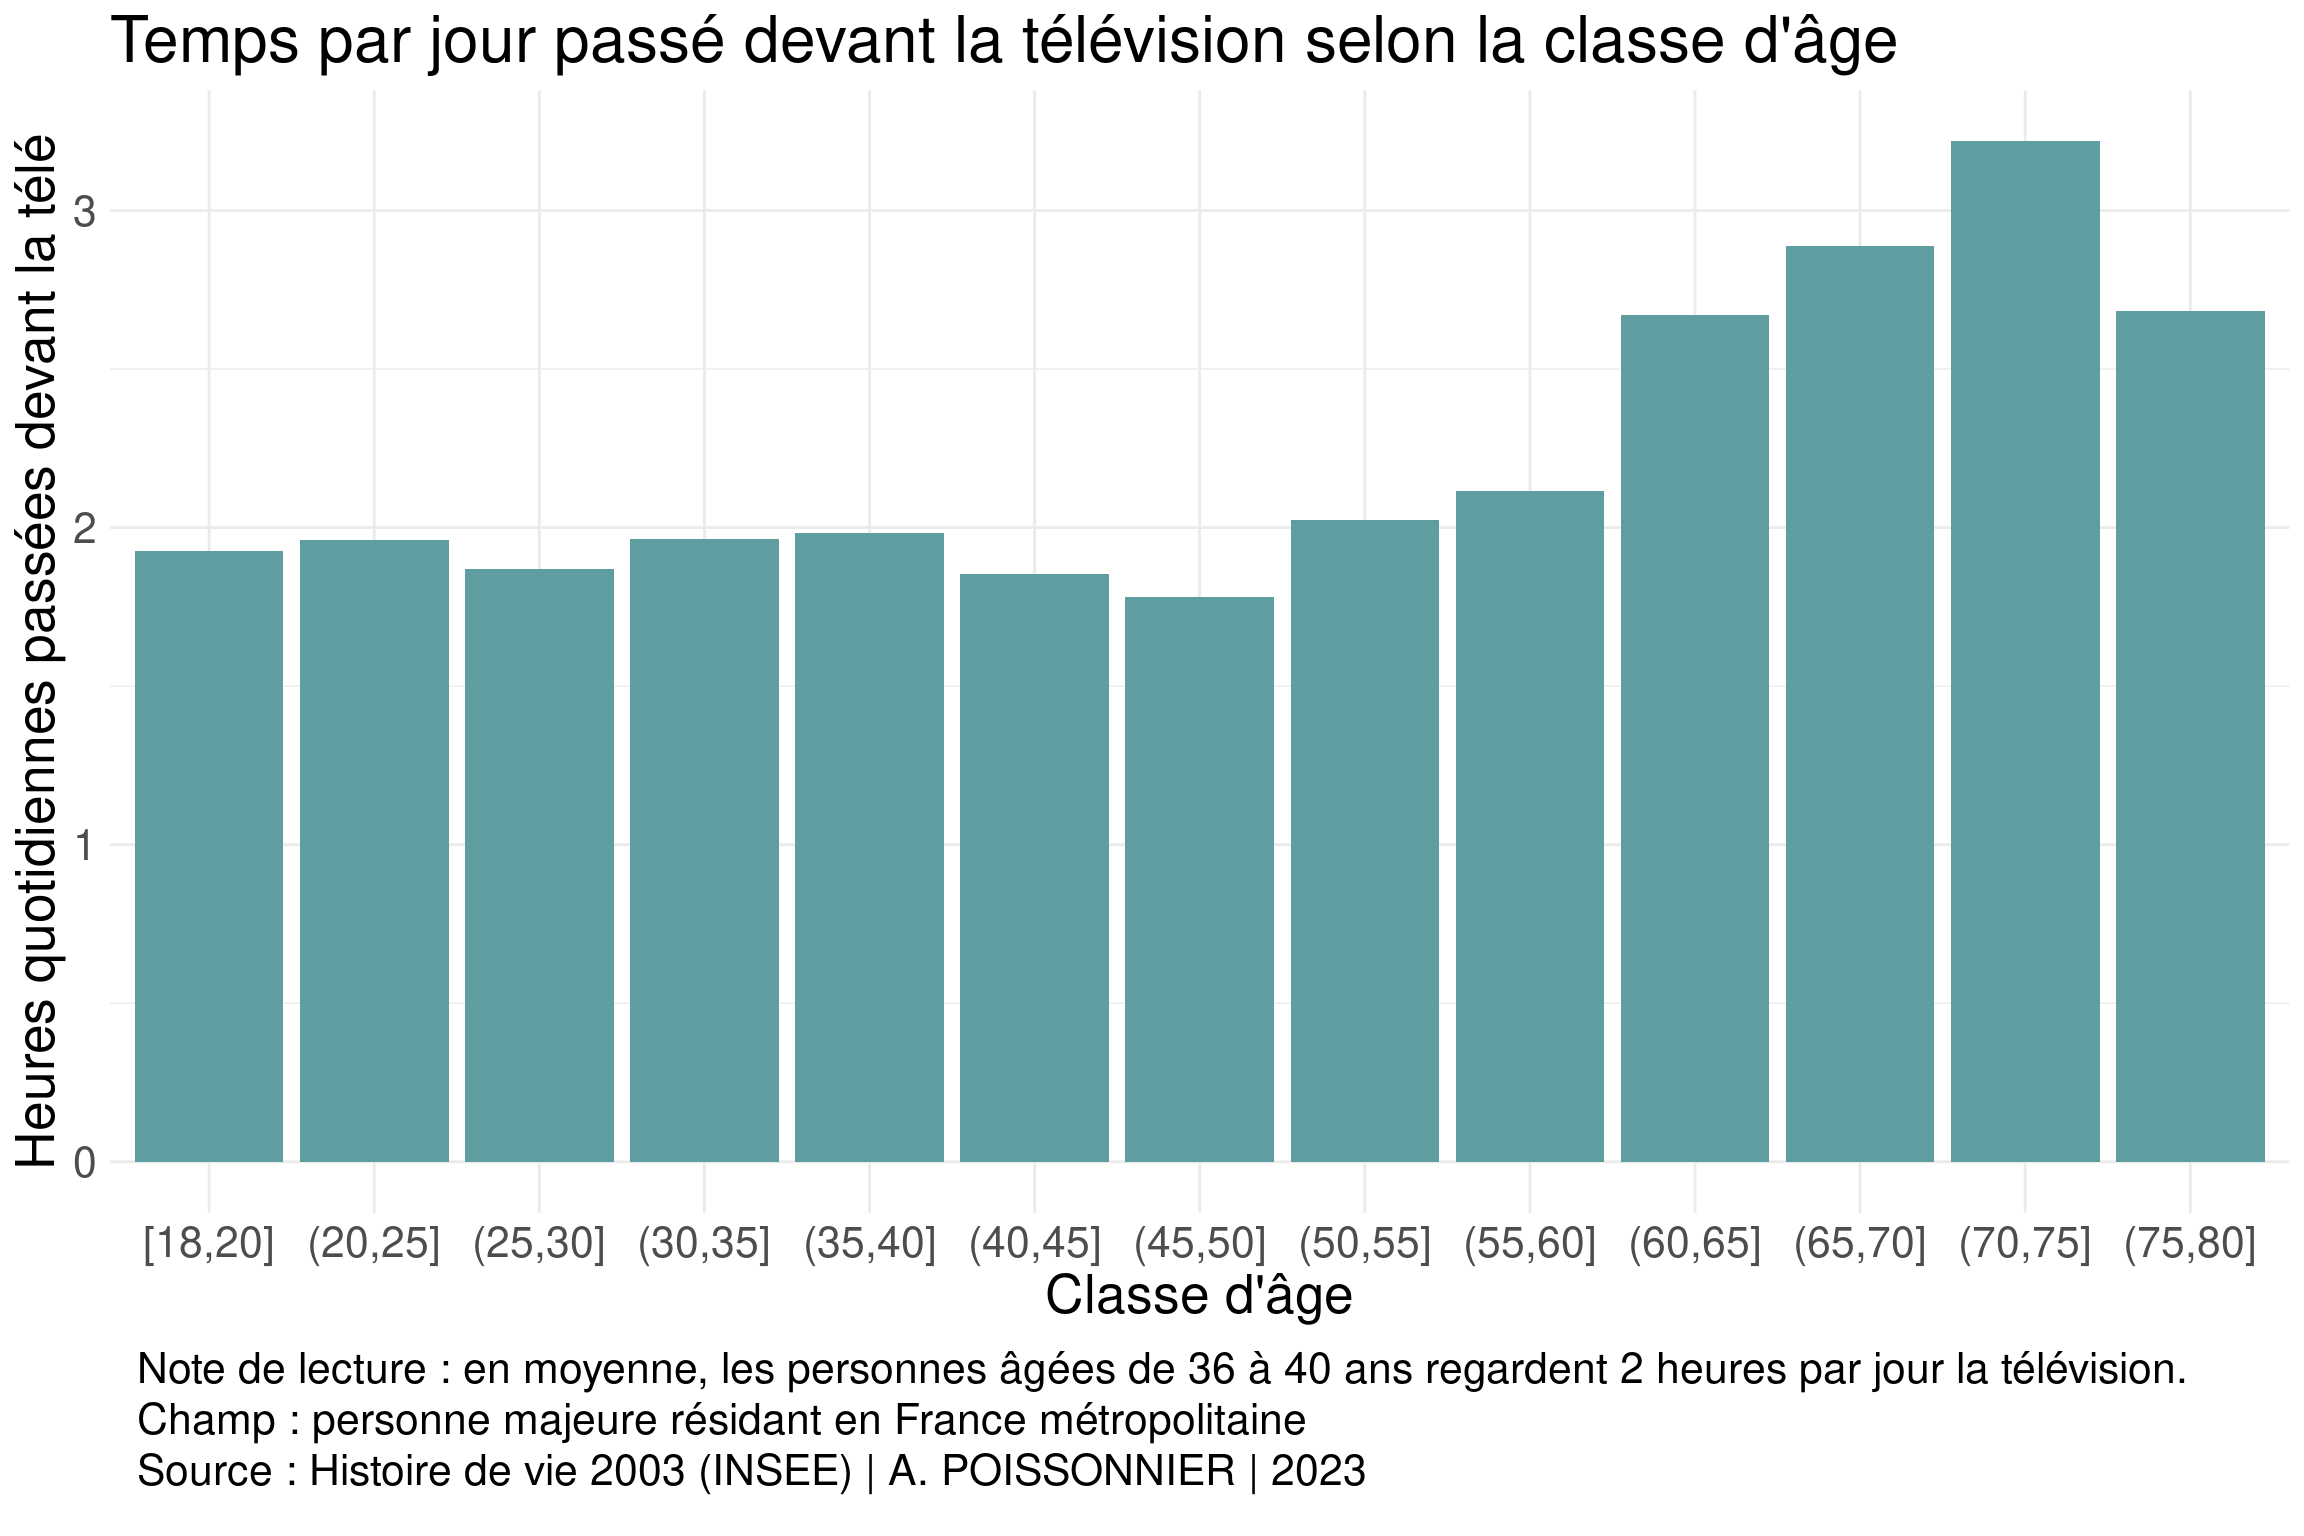 Temps par jour passé devant la télévision selon la classe d'âge
Heures quotidiennes passées devant la télé
3
2
1
0
[18,20] (20,25] (25,30] (30,35] (35,40] (40,45] (45,50] (50,55] (55,60] (60,65] (65,70] (70,75] (75,80]
Classe d'âge
Note de lecture : en moyenne, les personnes âgées de 36 à 40 ans regardent 2 heures par jour la télévision.
Champ : personne majeure résidant en France métropolitaine
Source : Histoire de vie 2003 (INSEE) | A. POISSONNIER | 2023